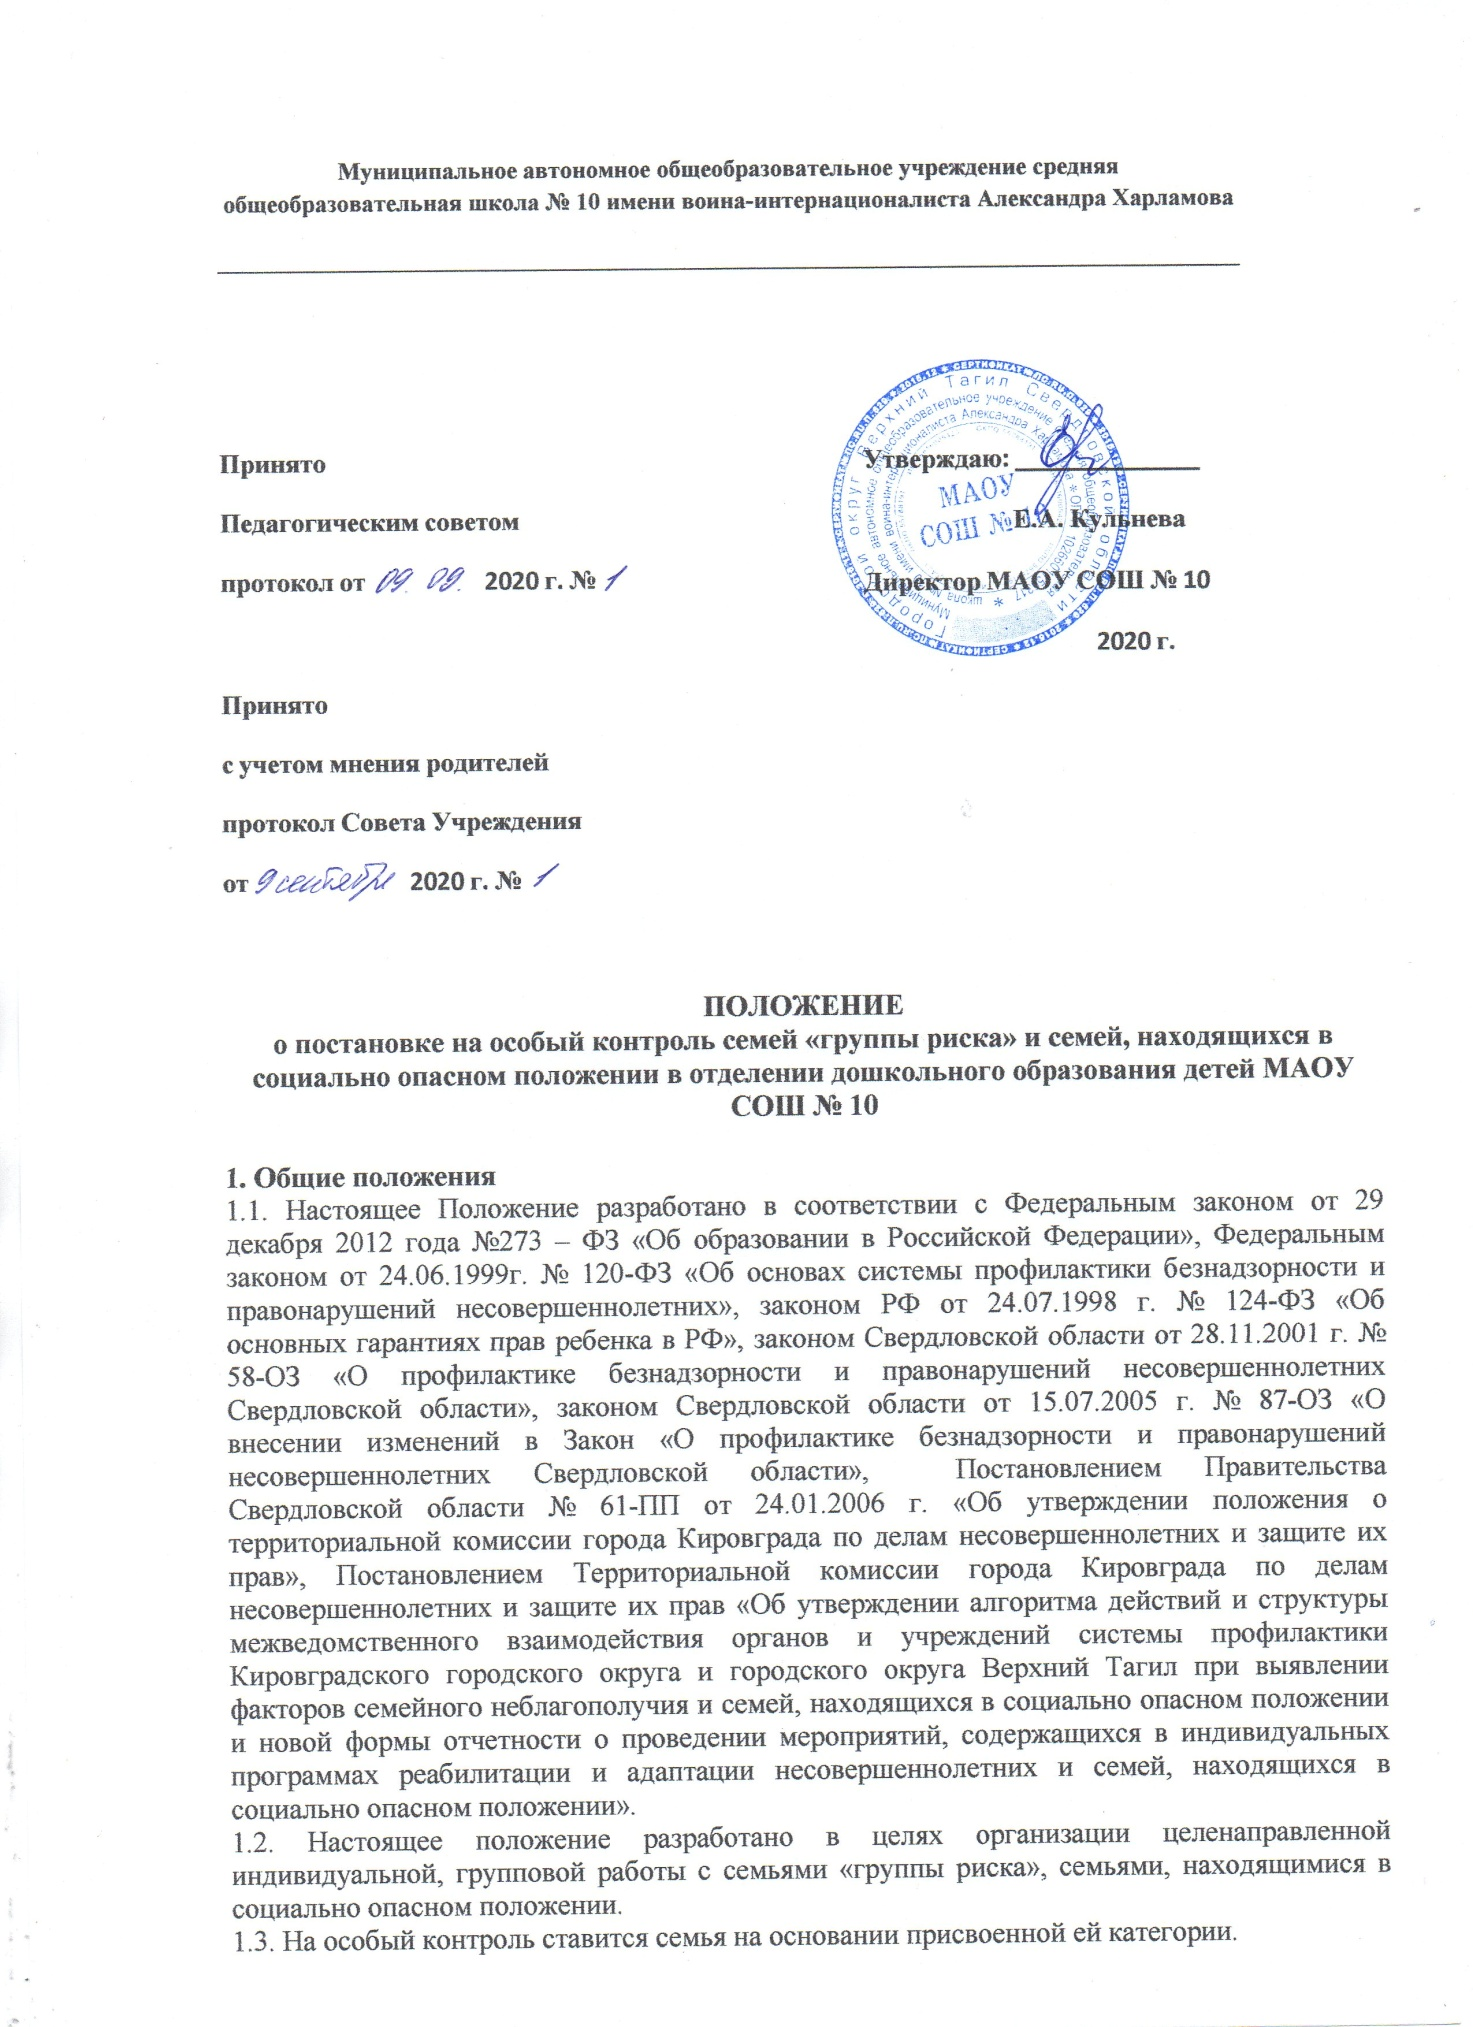 Муниципальное автономное общеобразовательное учреждение средняя
общеобразовательная школа № 10 имени воина-интернационалиста Александра Харламова
Принято
Утверждаю:
Педагогическим советом
Е.А. Кульнева
протокол от 09. 09. 2020 г. № 1
Директор МАОУ СОШ № 10
2020 г.
МАОУ
СОШ №
Городской округ Верхний Тагил Свердловской области
Принято
с учетом мнения родителей
протокол Совета Учреждения
от 9 сентября 2020 г. № 1
ПОЛОЖЕНИЕ
о постановке на особый контроль семей «группы риска» и семей, находящихся в
социально опасном положении в отделении дошкольного образования детей МАОУ
СОШ № 10
1. Общие положения
1.1. Настоящее Положение разработано в соответствии с Федеральным законом от 29
декабря 2012 года №273 – ФЗ «Об образовании в Российской Федерации», Федеральным
законом от 24.06.1999г. № 120-ФЗ «Об основах системы профилактики безнадзорности и
правонарушений несовершеннолетних», законом РФ от 24.07.1998 г. № 124-ФЗ «Об
основных гарантиях прав ребенка в РФ», законом Свердловской области от 28.11.2001 г. №
58-ОЗ «О профилактике безнадзорности и правонарушений несовершеннолетних
Свердловской области», законом Свердловской области от 15.07.2005 г. № 87-ОЗ «О
внесении изменений в Закон «О профилактике безнадзорности и правонарушений
несовершеннолетних Свердловской области», Постановлением Правительства
Свердловской области № 61-ПП от 24.01.2006 г. «Об утверждении положения о
территориальной комиссии города Кировграда по делам несовершеннолетних и защите их
прав», Постановлением Территориальной комиссии города Кировграда по делам
несовершеннолетних и защите их прав «Об утверждении алгоритма действий и структуры
межведомственного взаимодействия органов и учреждений системы профилактики
Кировградского городского округа и городского округа Верхний Тагил при выявлении
факторов семейного неблагополучия и семей, находящихся в социально опасном положении
и новой формы отчетности о проведении мероприятий, содержащихся в индивидуальных
программах реабилитации и адаптации несовершеннолетних и семей, находящихся в
социально опасном положении».
1.2. Настоящее положение разработано в целях организации целенаправленной
индивидуальной, групповой работы с семьями «группы риска», семьями, находящимися в
социально опасном положении.
1.3. На особый контроль ставится семья на основании присвоенной ей категории.